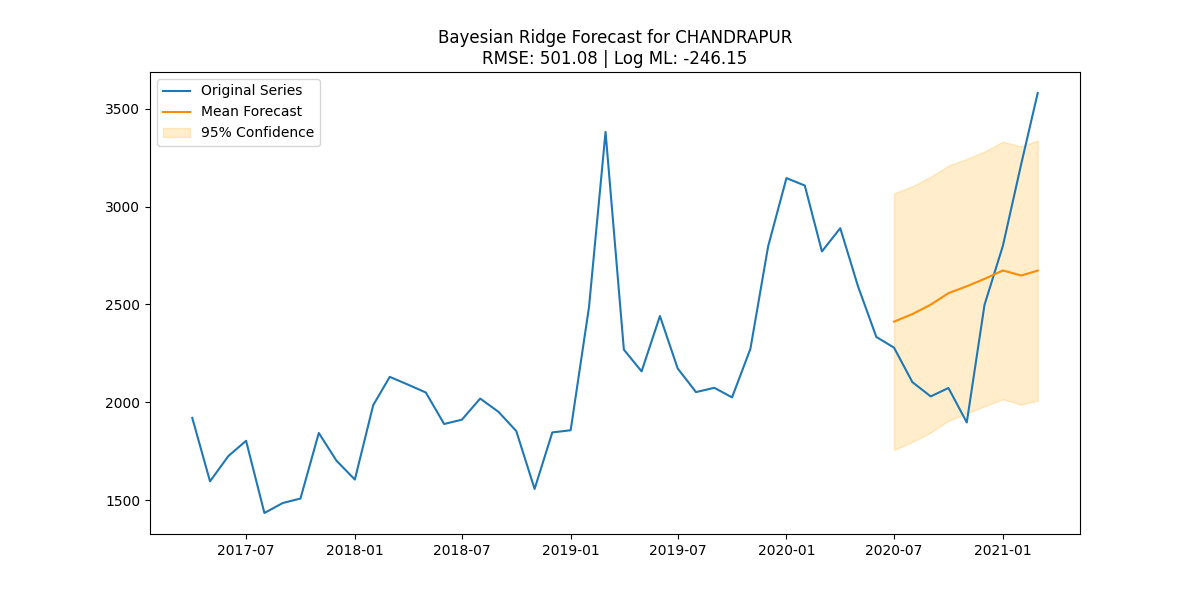 Bayesian Ridge Forecast for CHANDRAPUR
RMSE: 501.08 | Log ML: -246.15
Original Series
Mean Forecast
95% Confidence
3500
3000
2500
2000
1500
2017-07
2018-01
2018-07
2019-01
2019-07
2020-01
2020-07
2021-01